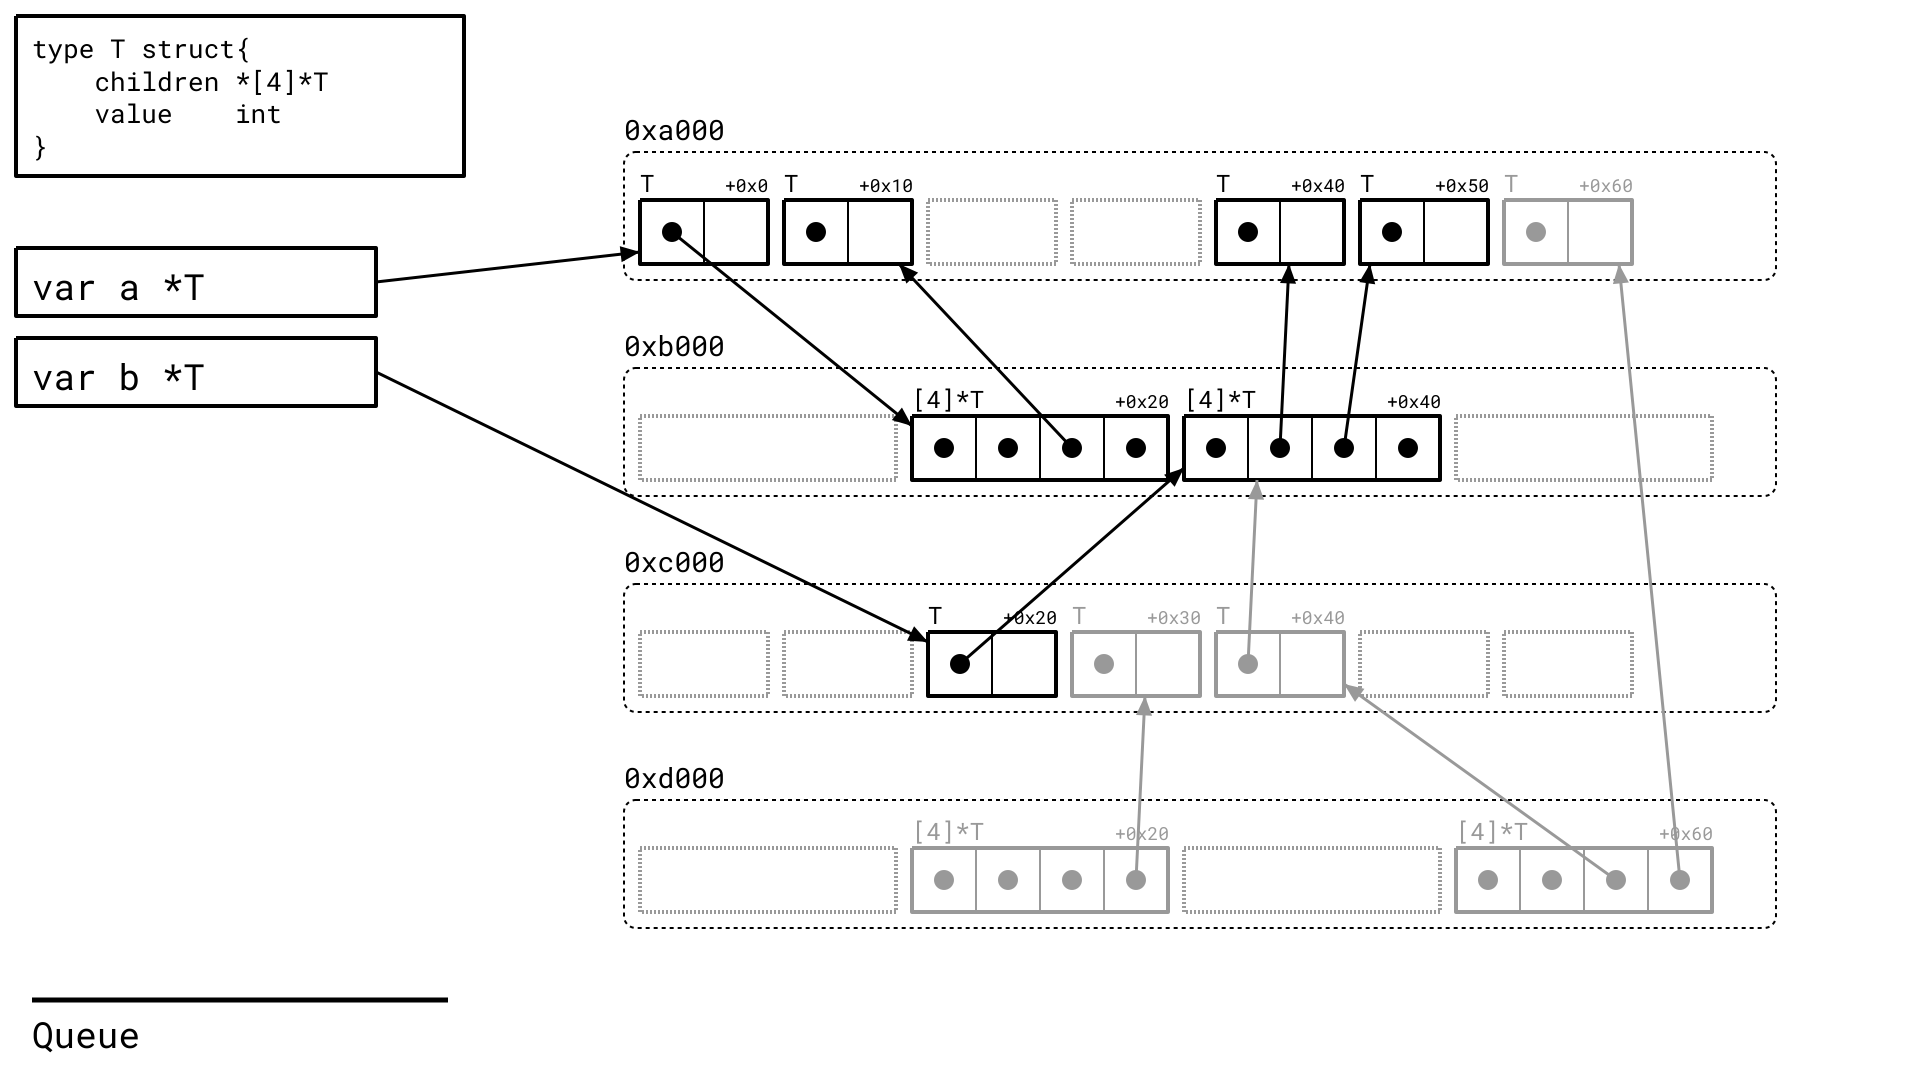 type T struct{
    children *[4]*T
    value    int
}
var a *T
var b *T
0xa000
T +0x0 T +0x10 T +0x40 T +0x50 T +0x60
0xb000
[4]*T +0x20 [4]*T +0x40
0xc000
T +0x20 T +0x30 T +0x40
0xd000
[4]*T +0x20 [4]*T +0x60
Queue